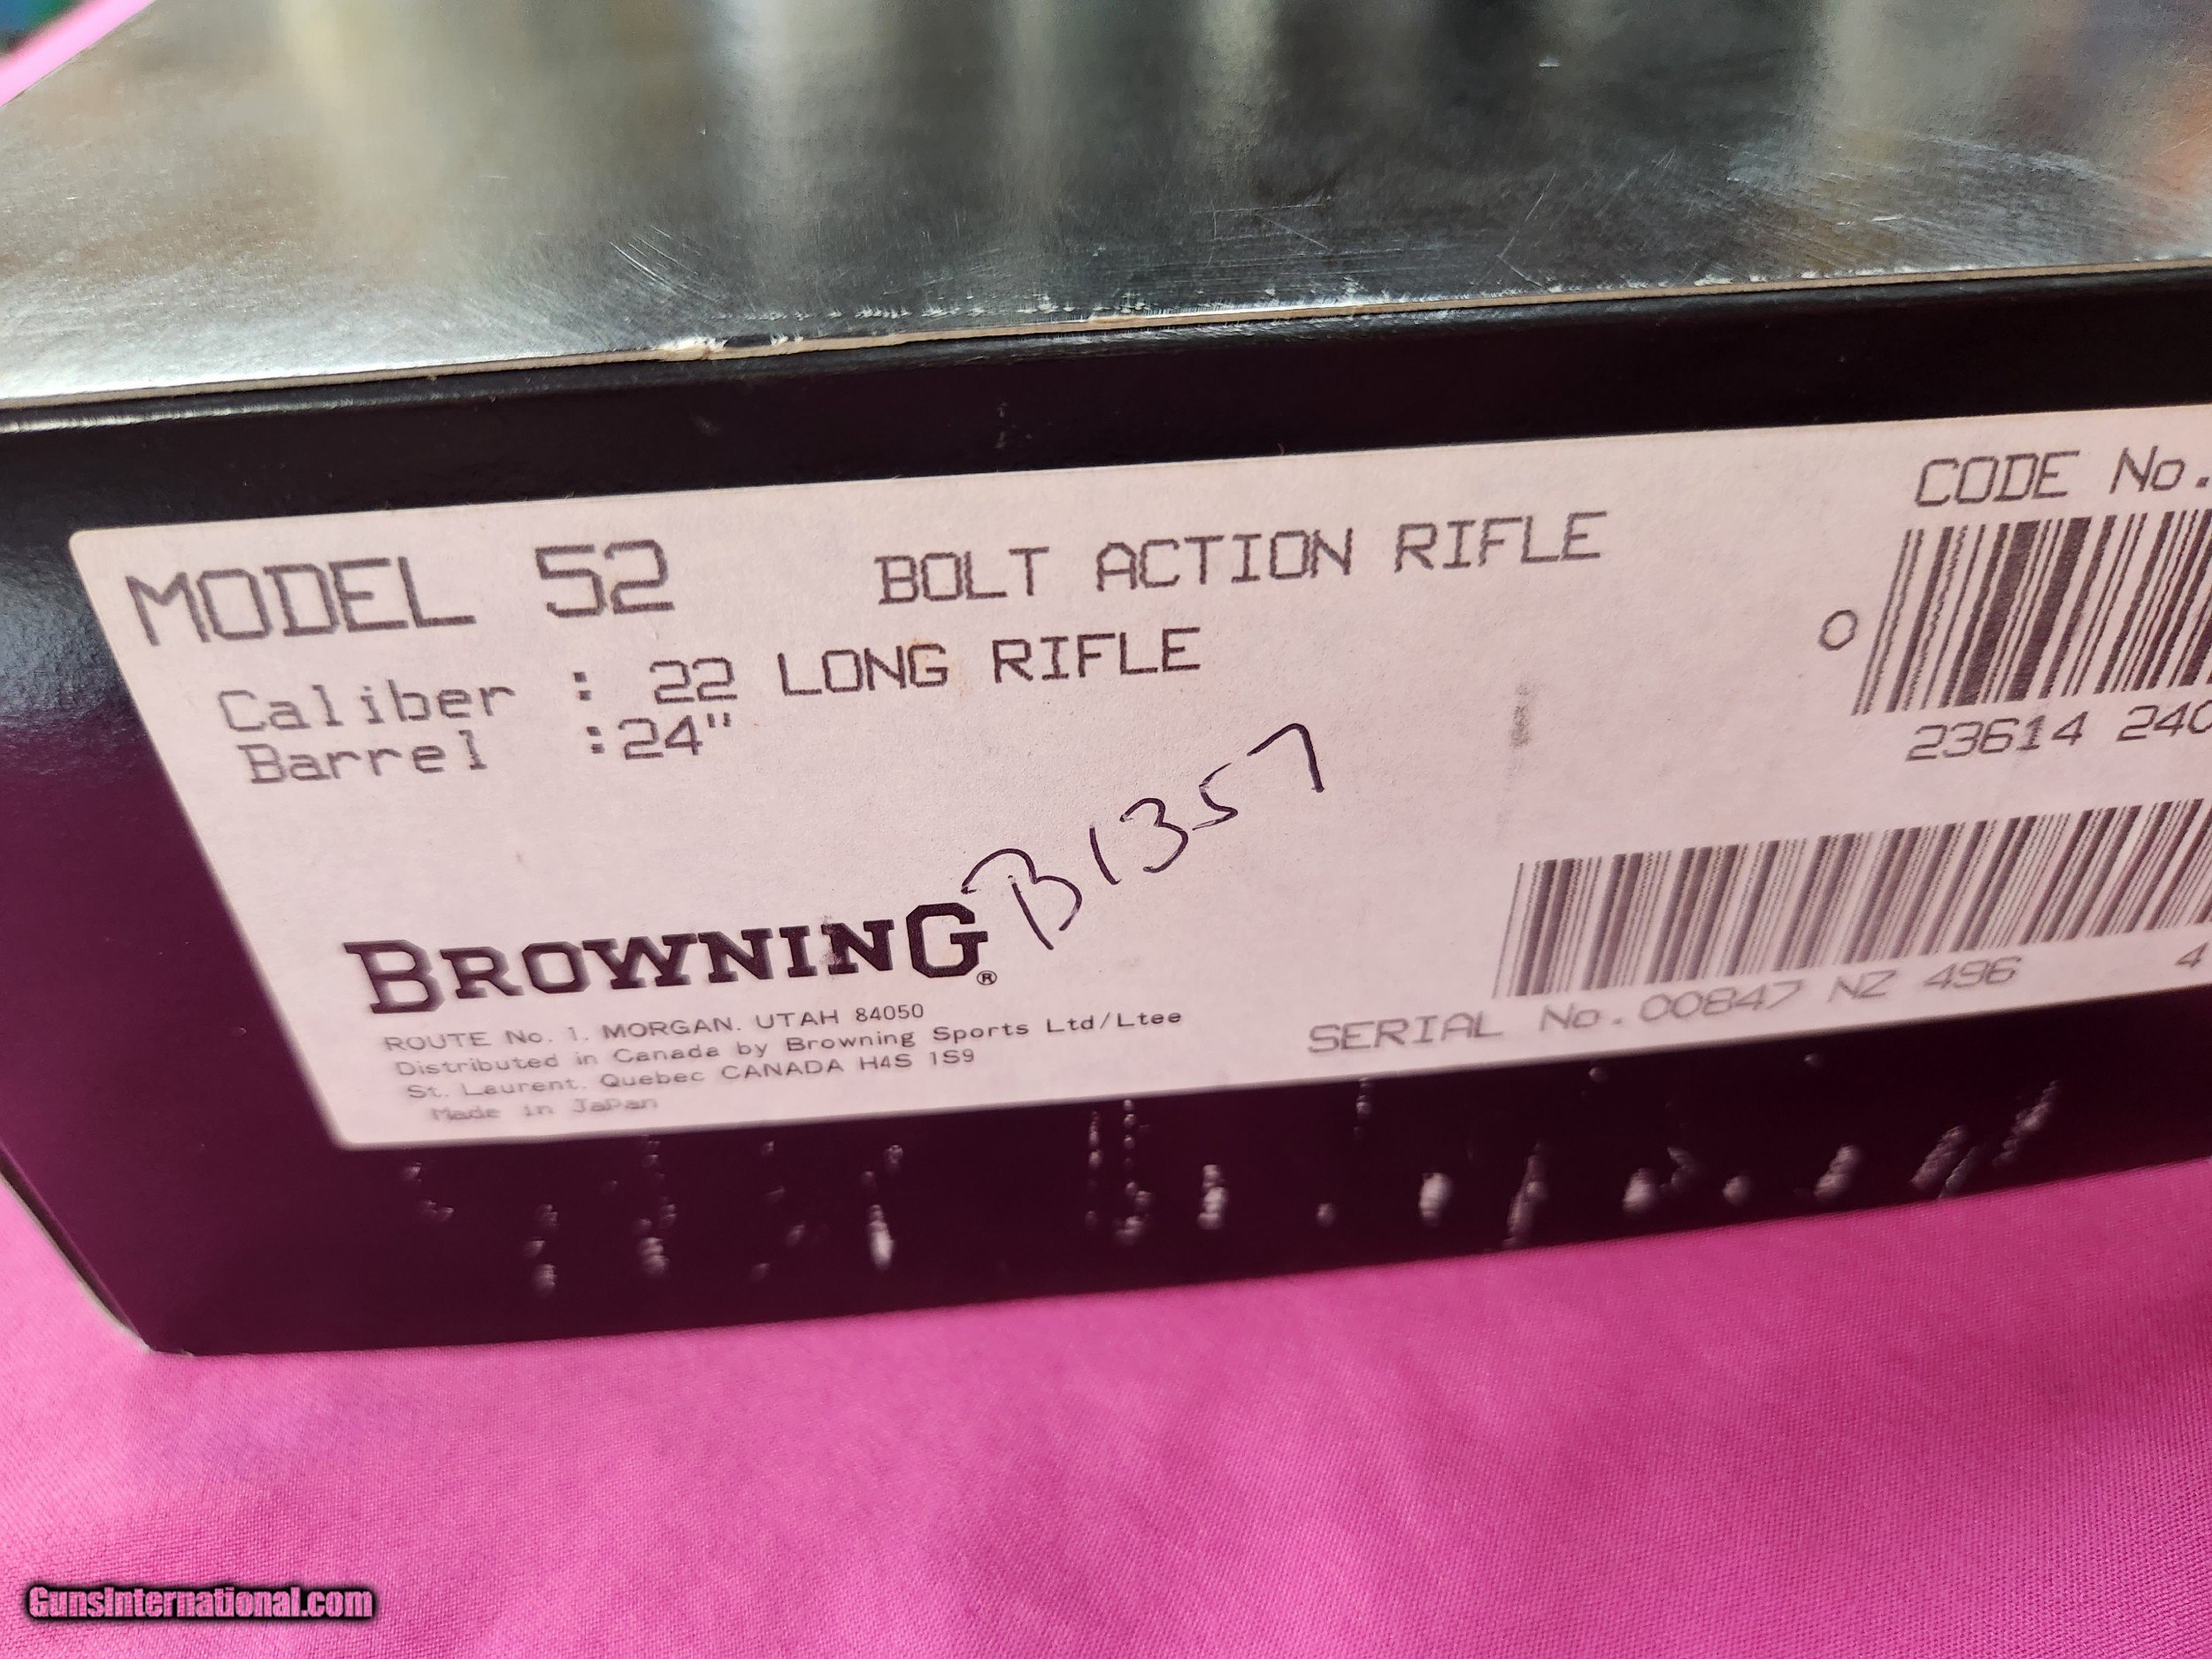 MODEL 52 BOLT ACTION RIFLE
CODE No.
Caliber : 22 LONG RIFLE
Barrel :24"
0
23614 240
B1357
BROWNING®
ROUTE No. 1, MORGAN, UTAH 84050
Distributed in Canada by Browning Sports Ltd/Ltee
St. Laurent, Quebec CANADA H4S 1S9
Made in Japan
4
SERIAL No.00847 NZ 496
GunsInternational.com